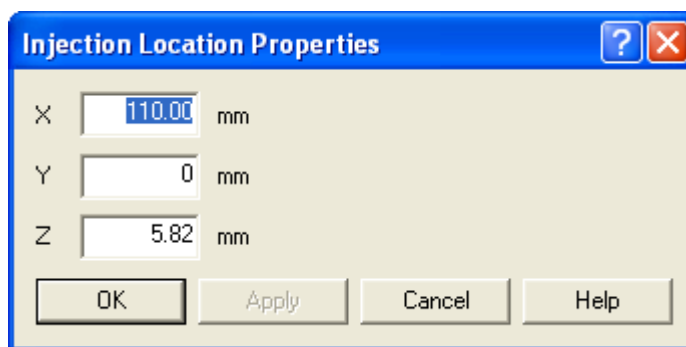 Injection Location Properties
X 110.00 mm
Y 0 mm
Z 5.82 mm
OK Apply Cancel Help